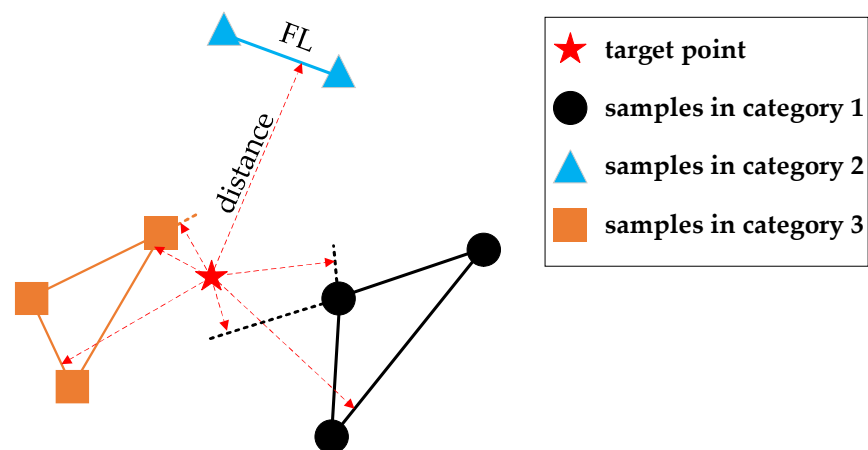 FL
distance
target point
samples in category 1
samples in category 2
samples in category 3